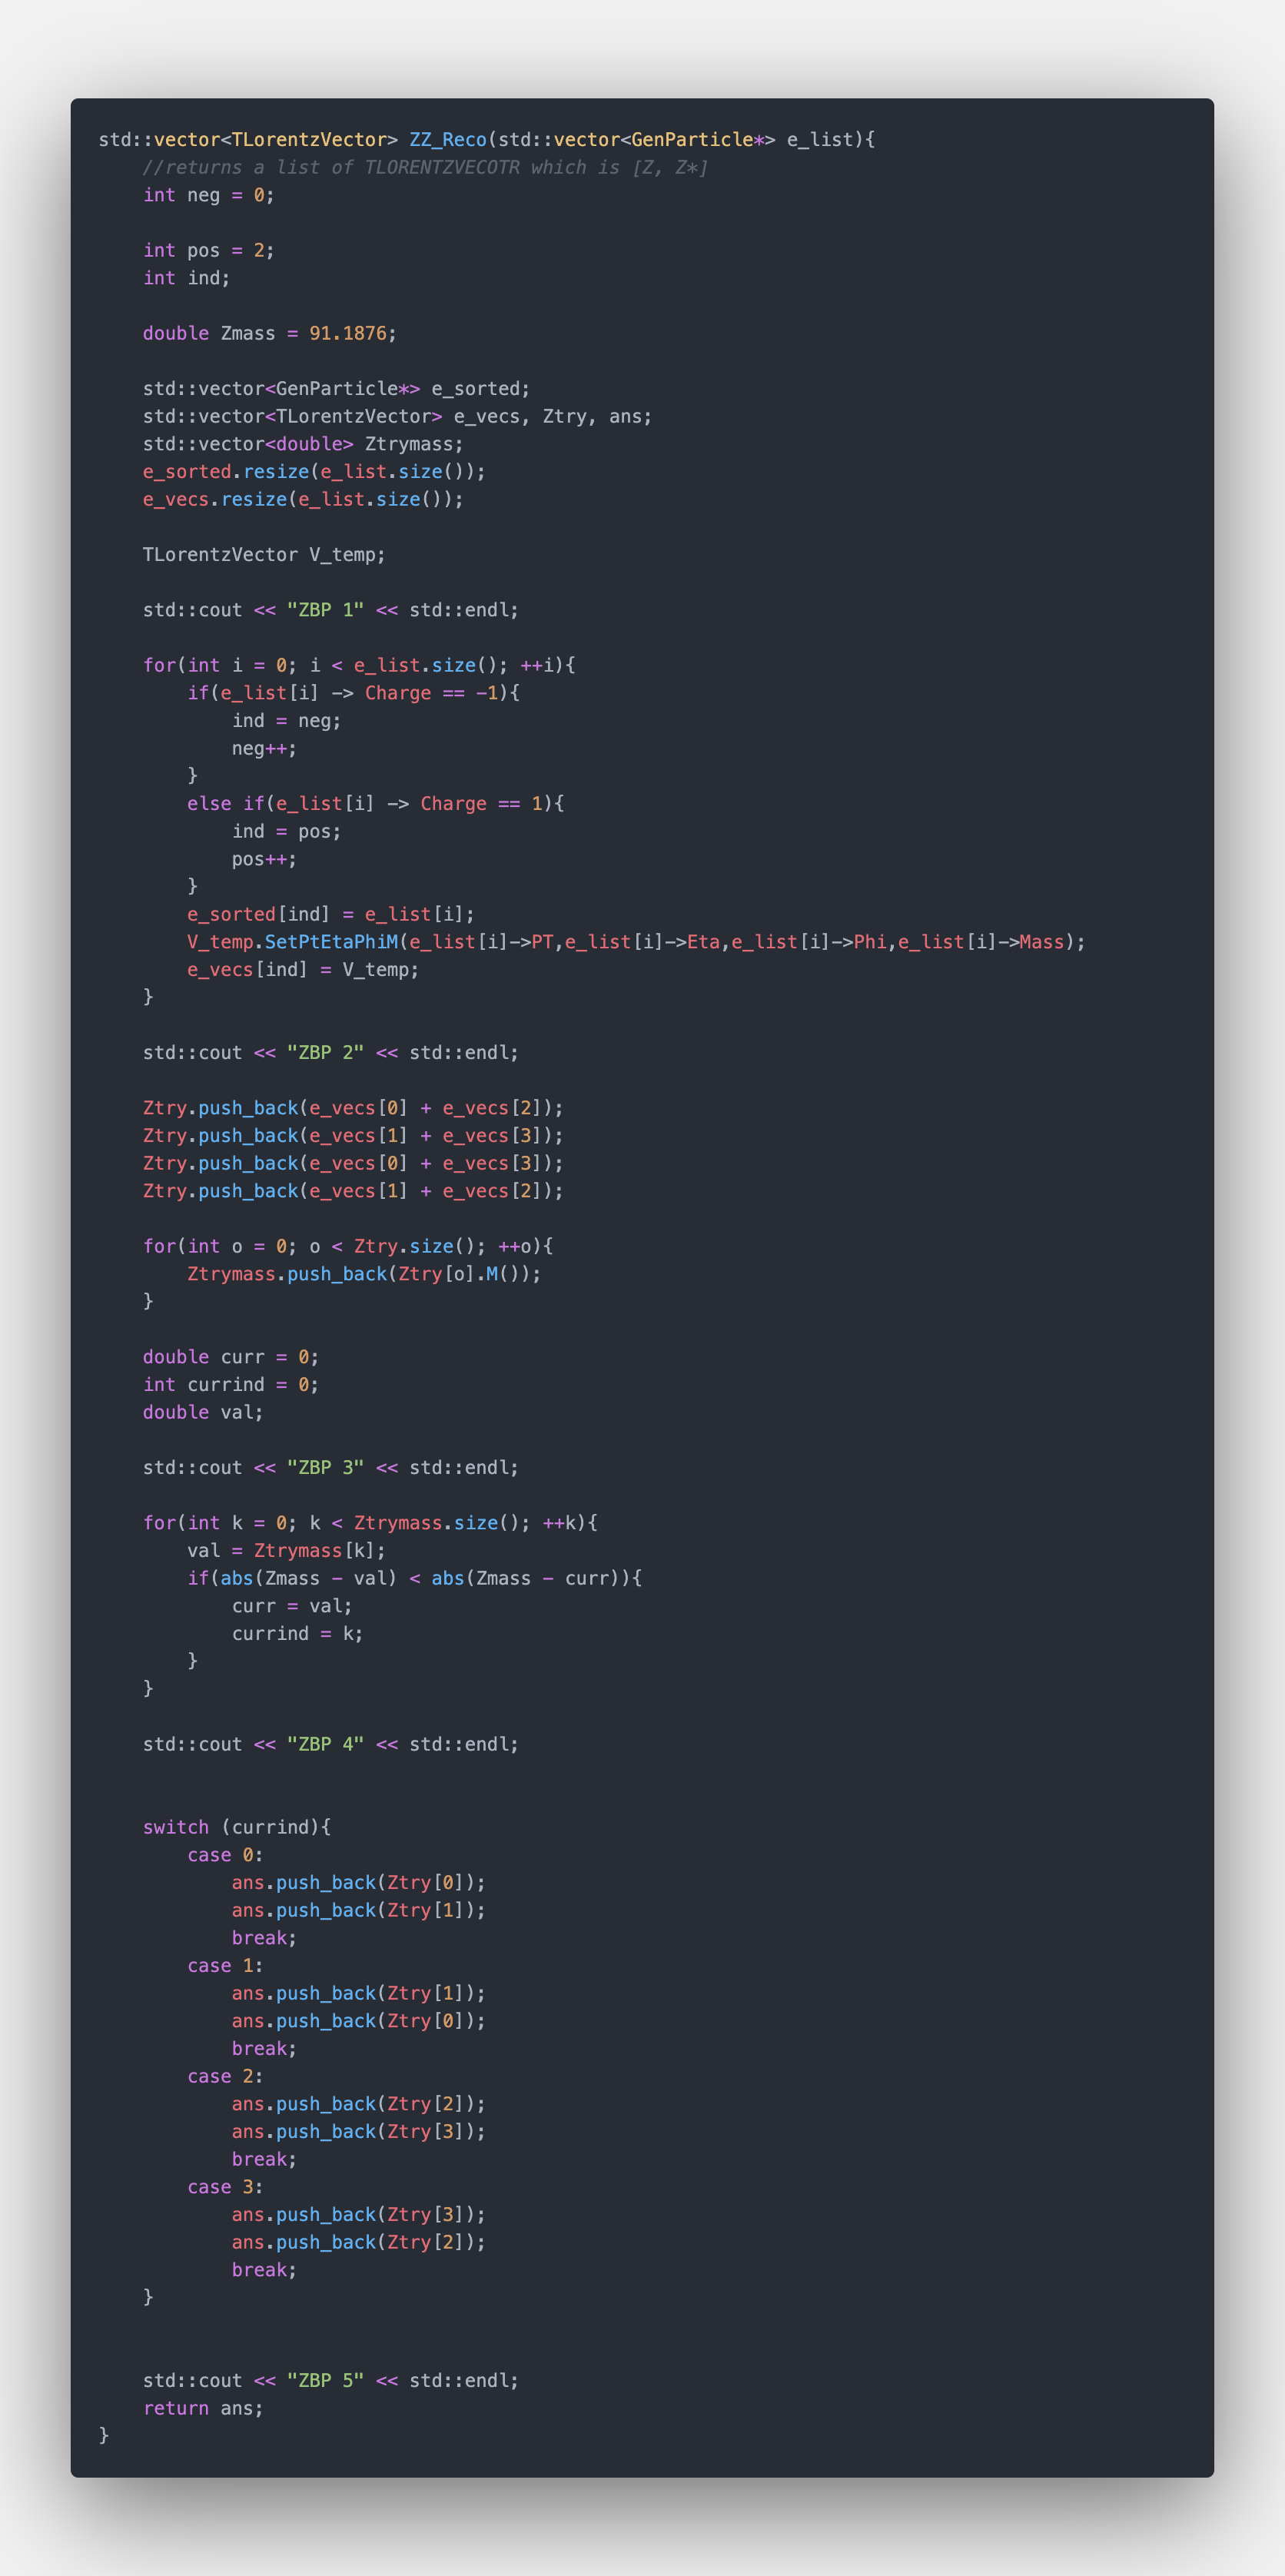 std::vector<TLorentzVector> ZZ_Reco(std::vector<GenParticle*> e_list){
    //returns a list of TLORENTZVECOTR which is [Z, Z*]
    int neg = 0;

    int pos = 2;
    int ind;

    double Zmass = 91.1876;

    std::vector<GenParticle*> e_sorted;
    std::vector<TLorentzVector> e_vecs, Ztry, ans;
    std::vector<double> Ztrymass;
    e_sorted.resize(e_list.size());
    e_vecs.resize(e_list.size());

    TLorentzVector V_temp;

    std::cout << "ZBP 1" << std::endl;

    for(int i = 0; i < e_list.size(); ++i){
        if(e_list[i] -> Charge == -1){
            ind = neg;
            neg++;
        }
        else if(e_list[i] -> Charge == 1){
            ind = pos;
            pos++;
        }
        e_sorted[ind] = e_list[i];
        V_temp.SetPtEtaPhiM(e_list[i]->PT,e_list[i]->Eta,e_list[i]->Phi,e_list[i]->Mass);
        e_vecs[ind] = V_temp;
    }

    std::cout << "ZBP 2" << std::endl;

    Ztry.push_back(e_vecs[0] + e_vecs[2]);
    Ztry.push_back(e_vecs[1] + e_vecs[3]);
    Ztry.push_back(e_vecs[0] + e_vecs[3]);
    Ztry.push_back(e_vecs[1] + e_vecs[2]);

    for(int o = 0; o < Ztry.size(); ++o){
        Ztrymass.push_back(Ztry[o].M());
    }

    double curr = 0;
    int currind = 0;
    double val;

    std::cout << "ZBP 3" << std::endl;

    for(int k = 0; k < Ztrymass.size(); ++k){
        val = Ztrymass[k];
        if(abs(Zmass - val) < abs(Zmass - curr)){
            curr = val;
            currind = k;
        }
    }

    std::cout << "ZBP 4" << std::endl;


    switch (currind){
        case 0:
            ans.push_back(Ztry[0]);
            ans.push_back(Ztry[1]);
            break;
        case 1:
            ans.push_back(Ztry[1]);
            ans.push_back(Ztry[0]);
            break;
        case 2:
            ans.push_back(Ztry[2]);
            ans.push_back(Ztry[3]);
            break;
        case 3:
            ans.push_back(Ztry[3]);
            ans.push_back(Ztry[2]);
            break;
    }


    std::cout << "ZBP 5" << std::endl;
    return ans;
}